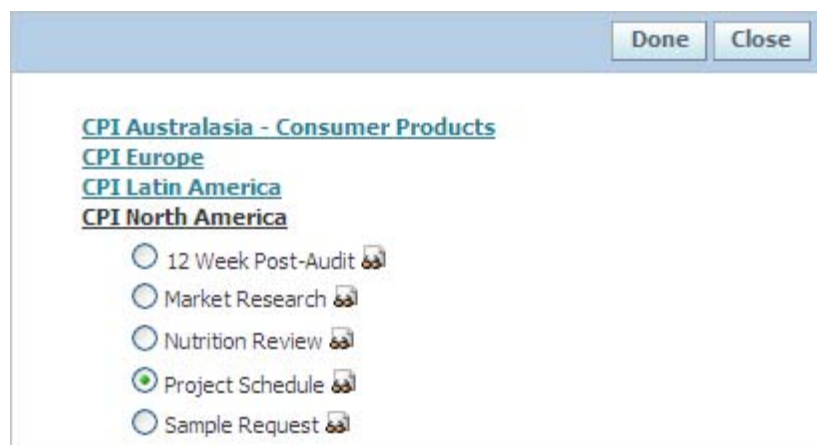 Done Close
CPI Australasia - Consumer Products
CPI Europe
CPI Latin America
CPI North America
12 Week Post-Audit
Market Research
Nutrition Review
Project Schedule
Sample Request